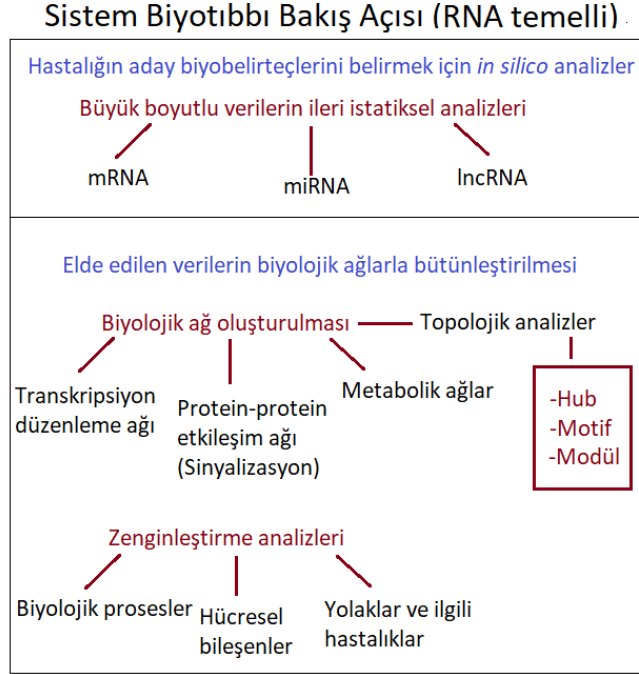 Sistem Biyotıbbi Bakış Açısı (RNA temelli) .
Hastalığın aday biyobelirteçlerini belirmek için in silico analizler
Büyük boyutlu verilerin ileri istatiksel analizleri
mRNA
miRNA
lncRNA
Elde edilen verilerin biyolojik ağlarla bütünleştirilmesi
Biyolojik ağ oluşturulması
Topolojik analizler
Transkripsiyon
düzenleme ağı
Protein-protein
etkileşim ağı
(Sinyalizasyon)
Metabolik ağlar
-Hub
-Motif
-Modül
Zenginleştirme analizleri
Biyolojik prosesler
Hücresel
bileşenler
Yolaklar ve ilgili
hastalıklar